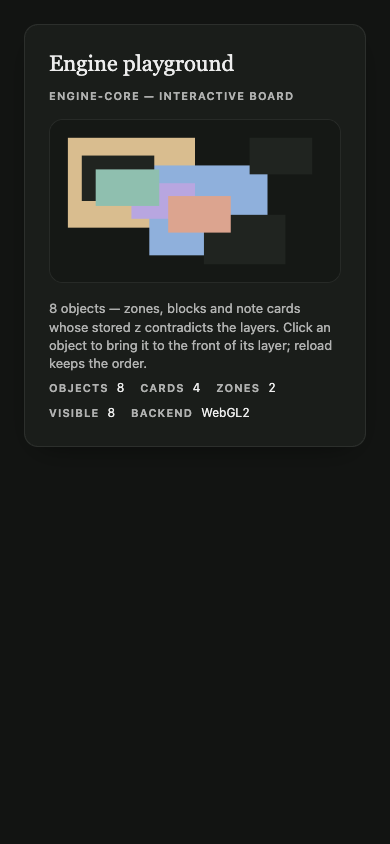 Engine playground
ENGINE-CORE — INTERACTIVE BOARD
8 objects — zones, blocks and note cards
whose stored z contradicts the layers. Click an
object to bring it to the front of its layer; reload
keeps the order.
OBJECTS 8 CARDS 4 ZONES 2
VISIBLE 8 BACKEND WebGL2